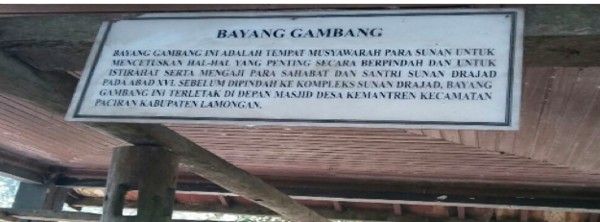 BAYANG GAMBANG
BAYANG GAMBANG INI ADALAH TEMPAT MUSYAWARAH PARA SUNAN UNTUK
MENCETUSKAN HAL-HAL YANG PENTING SECARA BERPINDAH DAN UNTUK
ISTIRAHAT SERTA MENGAJI PARA SAHABAT DAN SANTRI SUNAN DRAJAD
PADA ABAD XVI. SEBELUM DIPINDAH KE KOMPLEKS SUNAN DRAJAD, BAYANG
GAMBANG INI TERLETAK DI DEPAN MASJID DESA KEMANTREN KECAMATAN
PACIRAN KABUPATEN LAMONGAN.